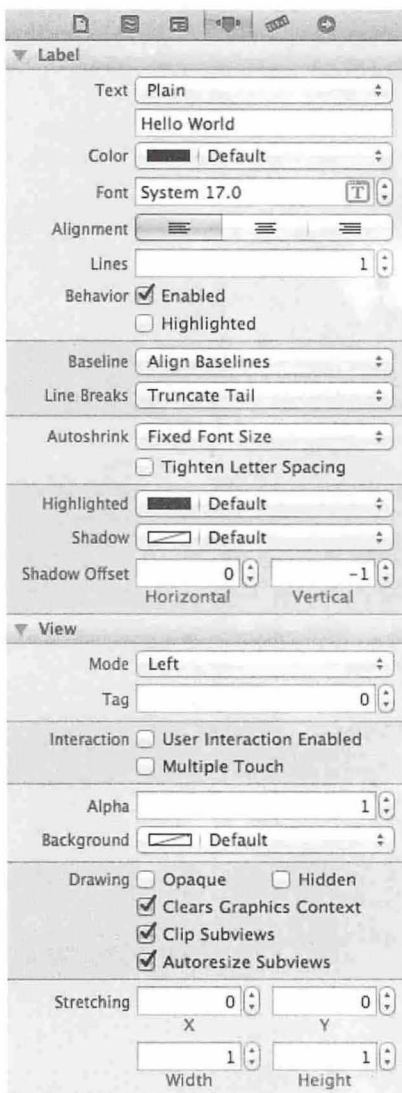 Label
Text Plain
Hello World
Color Default
Font System 17.0 T
Alignment
Lines 1
Behavior Enabled
Highlighted
Baseline Align Baselines
Line Breaks Truncate Tail
Autoshrink Fixed Font Size
Tighten Letter Spacing
Highlighted Default
Shadow Default
Shadow Offset 0 -1
Horizontal Vertical
View
Mode Left
Tag 0
Interaction User Interaction Enabled
Multiple Touch
Alpha 1
Background Default
Drawing Opaque Hidden
Clears Graphics Context
Clip Subviews
Autoresize Subviews
Stretching 0 0
X Y
1 1
Width Height